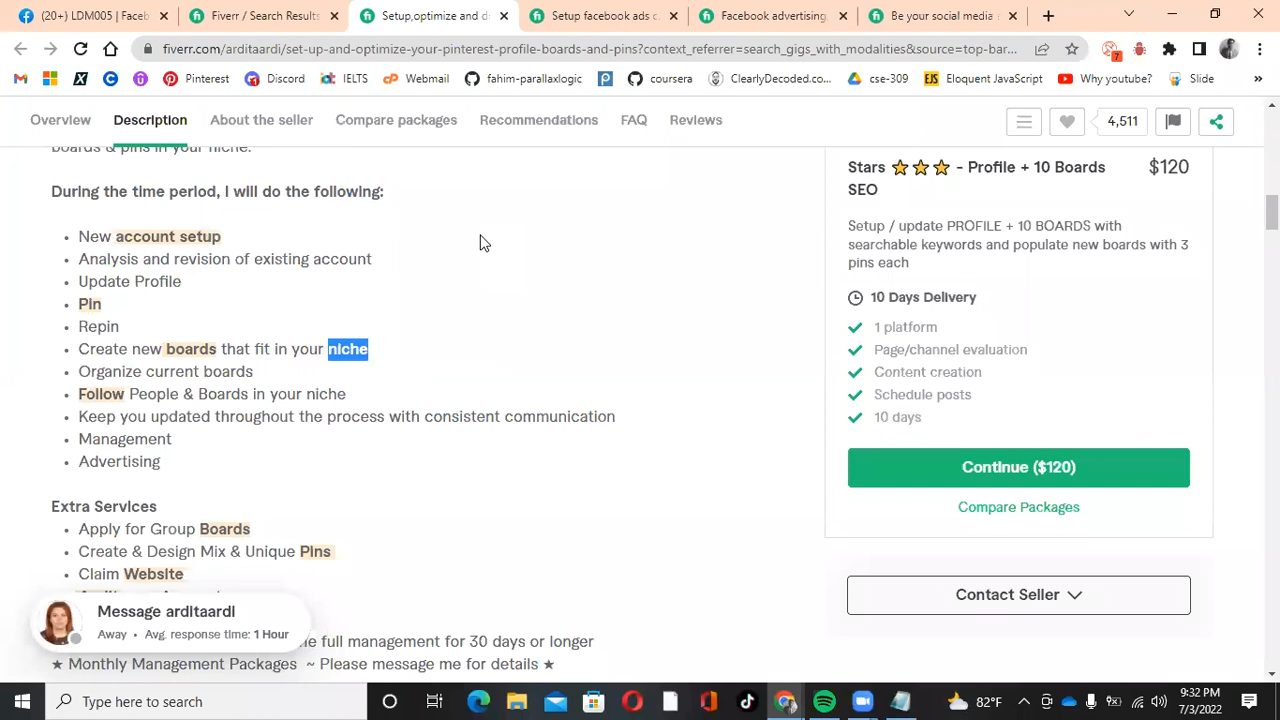 (20+) LDM005 | Faceb
Fiverr / Search Results
Setup,optimize and d
Setup facebook ads c
Facebook advertising,
Be your social media
fiverr.com/arditaardi/set-up-and-optimize-your-pinterest-profile-boards-and-pins?context_referrer=search_gigs_with_modalities&source=top-bar...
7
Pinterest
Discord
IELTS
Webmail
fahim-parallaxlogic
coursera
ClarifyDecoded.co...
cse-309
EJS Eloquent JavaScript
Why youtube?
Slide
»
Overview
Description
About the seller
Compare packages
Recommendations
FAQ
Reviews
4,511
boards & pins in your niche.
During the time period, I will do the following:
• New account setup
• Analysis and revision of existing account
• Update Profile
• Pin
• Repin
• Create new boards that fit in your niche
• Organize current boards
• Follow People & Boards in your niche
• Keep you updated throughout the process with consistent communication
• Management
• Advertising
Extra Services
• Apply for Group Boards
• Create & Design Mix & Unique Pins
• Claim Website
Message arditaardi
Away • Avg. response time: 1 Hour
full management for 30 days or longer
★ Monthly Management Packages ~ Please message me for details ★
Stars ⭐⭐⭐ - Profile + 10 Boards $120
SEO
Setup / update PROFILE + 10 BOARDS with
searchable keywords and populate new boards with 3
pins each
10 Days Delivery
1 platform
Page/channel evaluation
Content creation
Schedule posts
10 days
Continue ($120)
Compare Packages
Contact Seller
Type here to search
82°F
9:32 PM
7/3/2022